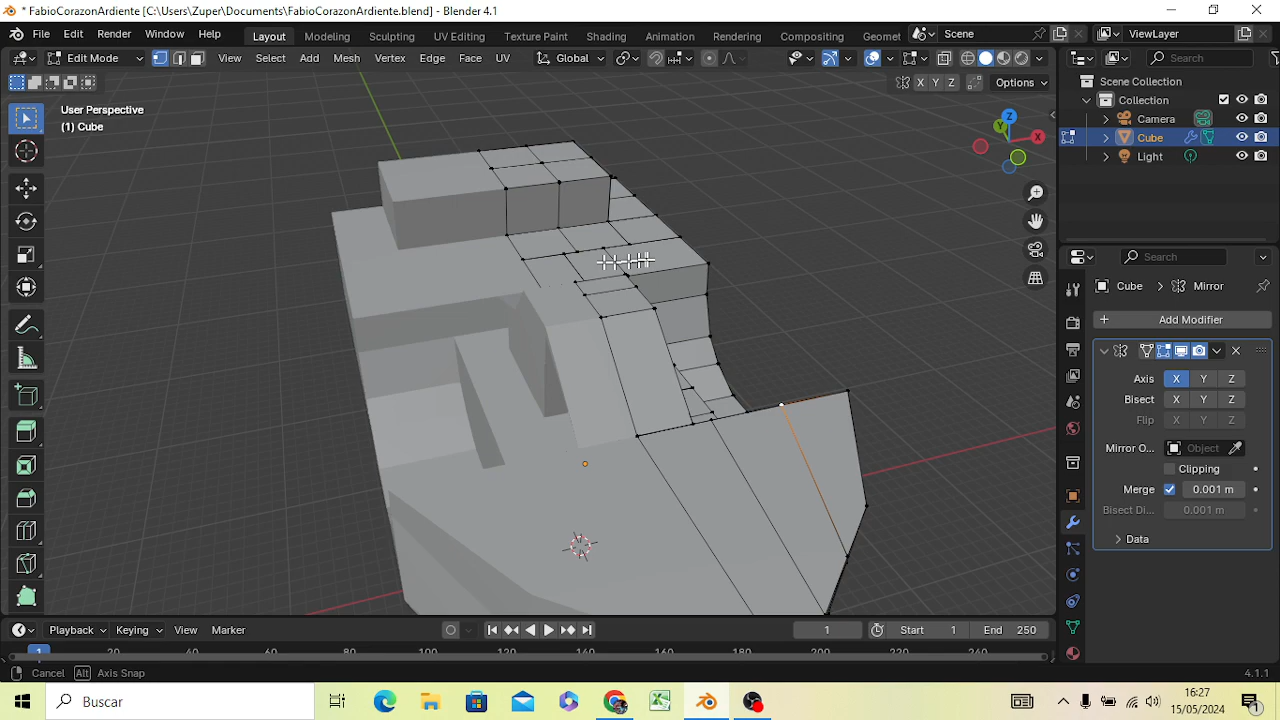 * FabioCorazonArdiente [C:\Users\Zuper\Documents\FabioCorazonArdiente.blend] - Blender 4.1
File Edit Render Window Help Layout Modeling Sculpting UV Editing Texture Paint Shading Animation Rendering Compositing Geomet Scene ViewLayer
Edit Mode View Select Add Mesh Vertex Edge Face UV Global Search
X Y Z Options
User Perspective
(1) Cube
Z
Y
X
Scene Collection
Collection
Camera
Cube
Light
Search
Cube Mirror
Add Modifier
Axis X Y Z
Bisect X Y Z
Flip X Y Z
Mirror O... Object
Clipping
Merge 0.001 m
Bisect Di... 0.001 m
Data
Playback Keying View Marker 1 Start 1 End 250
1 20 40 60 80 100 120 140 160 180 200 220 240
Cancel Alt Axis Snap 4.1.1
Buscar
16:27
15/05/2024
1